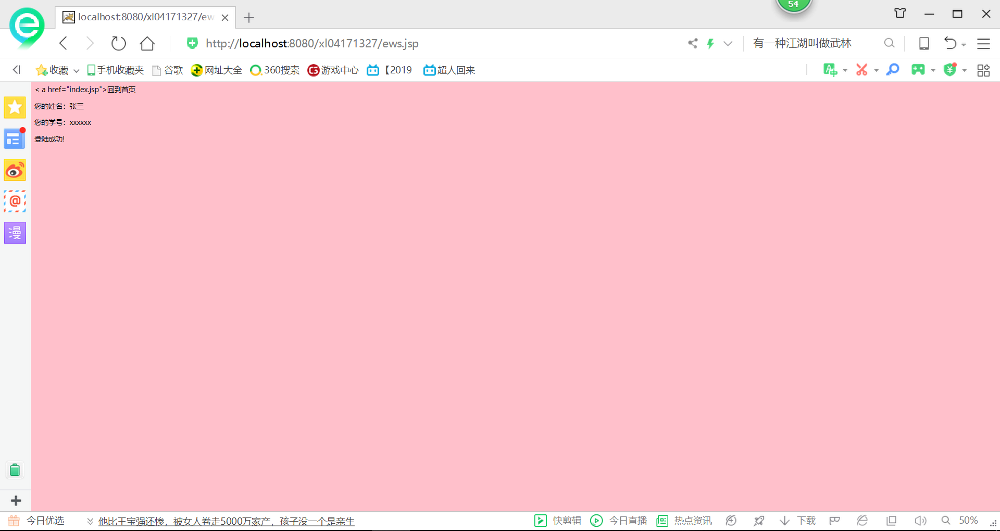 54
localhost:8080/xl04171327/ew
http://localhost:8080/xl04171327/ews.jsp
有一种江湖叫做武林
收藏 手机收藏夹 谷歌 网址大全 360搜索 游戏中心 【2019 超人回来
< a href="index.jsp">回到首页
您的姓名：张三
您的学号：xxxxxx
登陆成功!
漫
今日优选 他比王宝强还惨，被女人卷走5000万家产，孩子没一个是亲生 快剪辑 今日直播 热点资讯 下载 50%